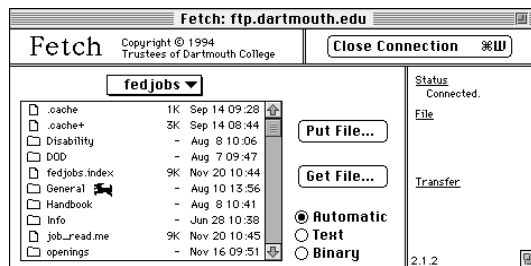 Fetch: ftp.dartmouth.edu
Fetch
Copyright © 1994
Trustees of Dartmouth College
Close Connection ⌘W
fedjobs
.cache 1K Sep 14 09:28
.cache+ 3K Sep 14 08:44
Disability - Aug 8 10:06
DOD - Aug 7 09:47
fedjobs.index 9K Nov 20 10:44
General - Aug 10 13:56
Handbook - Aug 8 10:41
Info - Jun 28 10:38
job_read.me 9K Nov 20 10:45
openings - Nov 16 09:51
Put File...
Get File...
Automatic
Text
Binary
Status
Connected.
File
Transfer
2.1.2